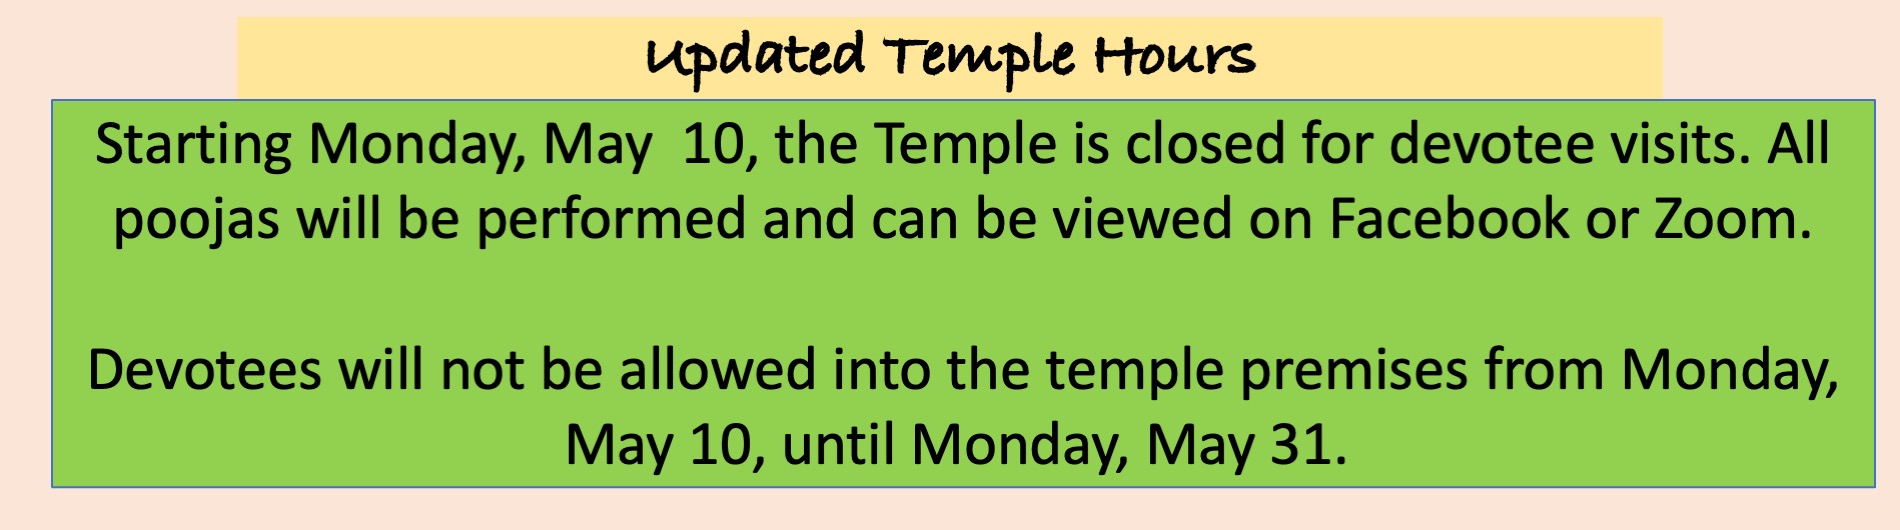 Updated Temple Hours
Starting Monday, May  10, the Temple is closed for devotee visits. All
poojas will be performed and can be viewed on Facebook or Zoom.
Devotees will not be allowed into the temple premises from Monday,
May 10, until Monday, May 31.